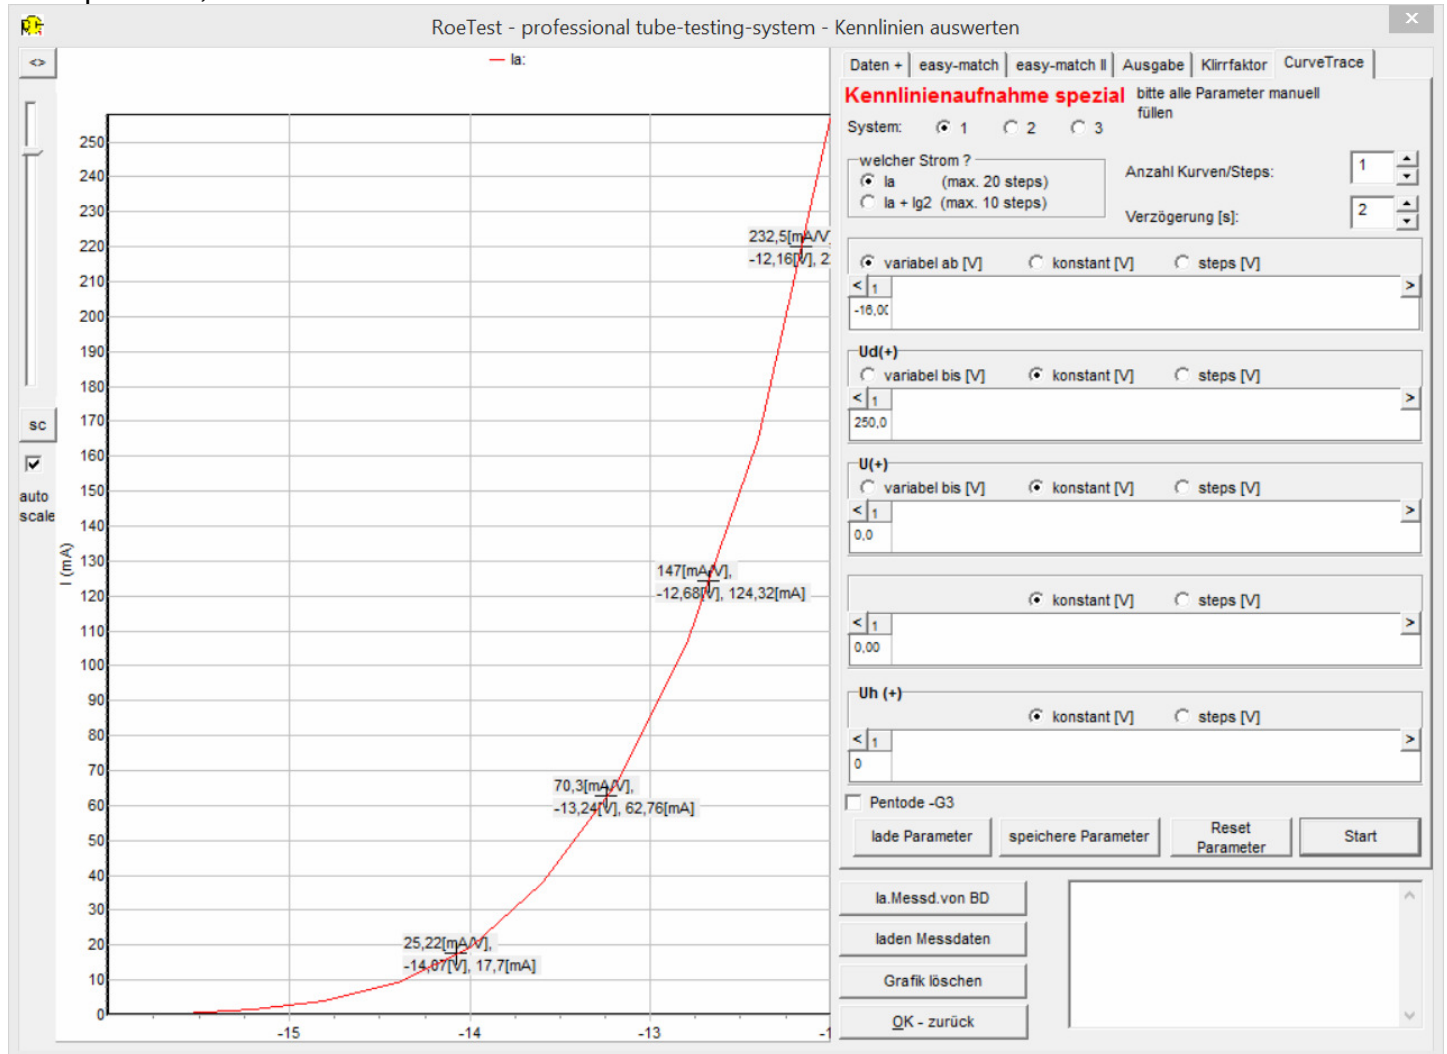 RoeTest - professional tube-testing-system - Kennlinien auswerten
<>
Ia:
Daten +
easy-match
easy-match II
Ausgabe
Klirrfaktor
CurveTrace
Kennlinienaufnahme spezial
bitte alle Parameter manuell
füllen
System:
1
2
3
welcher Strom ?
Ia (max. 20 steps)
Ia + Ig2 (max. 10 steps)
Anzahl Kurven/Steps:
1
Verzögerung [s]:
2
variabel ab [V]
konstant [V]
steps [V]
<
1
>
-16,00
Ud(+)
variabel bis [V]
konstant [V]
steps [V]
<
1
>
250,0
U(+)
variabel bis [V]
konstant [V]
steps [V]
<
1
>
0,0
konstant [V]
steps [V]
<
1
>
0,00
Uh (+)
konstant [V]
steps [V]
<
1
>
0
Pentode -G3
lade Parameter
speichere Parameter
Reset
Parameter
Start
la.Messd.von BD
laden Messdaten
Grafik löschen
OK - zurück
sc
auto
scale
I (mA)
250
240
230
220
210
200
190
180
170
160
150
140
130
120
110
100
90
80
70
60
50
40
30
20
10
0
-15
-14
-13
-1
232,5[mA/V]
-12,16[V], 2
147[mA/V],
-12,68[V], 124,32[mA]
70,3[mA/V],
-13,24[V], 62,76[mA]
25,22[mA/V],
-14,07[V], 17,7[mA]